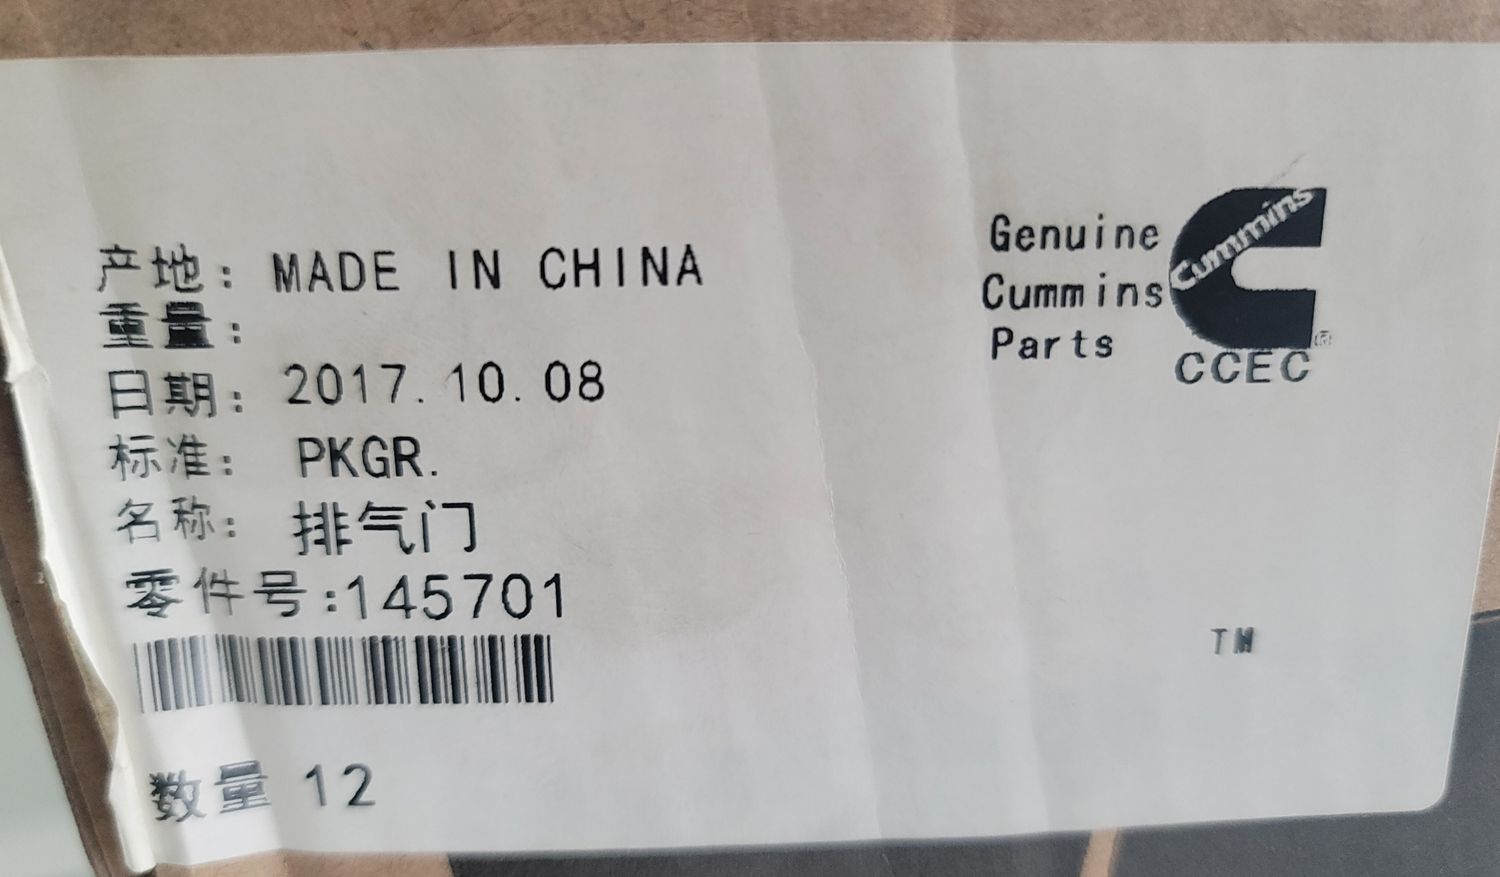 产地: MADE IN CHINA
重量:
日期: 2017.10.08
标准: PKGR.
名称: 排气门
零件号:145701
数量 12
Genuine
Cummins
Parts
Cummins
®
CCEC
TM